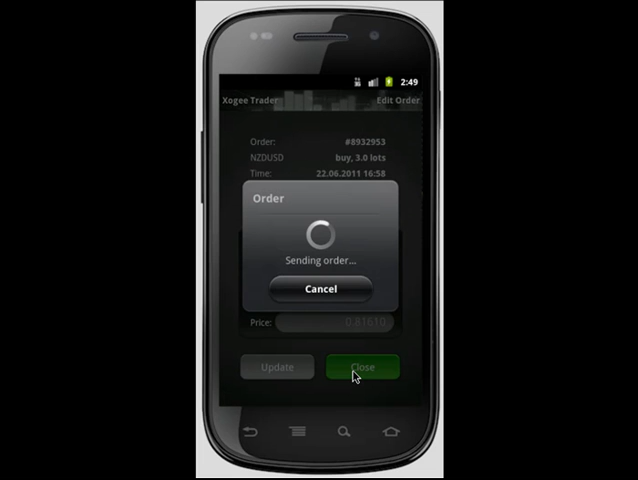 3G 2:49
Xogee Trader Edit Order
Order: #8932953
NZDUSD buy, 3.0 lots
Time: 22.06.2011 16:58
Order
Sending order...
Cancel
Price: 0.81610
Update Close